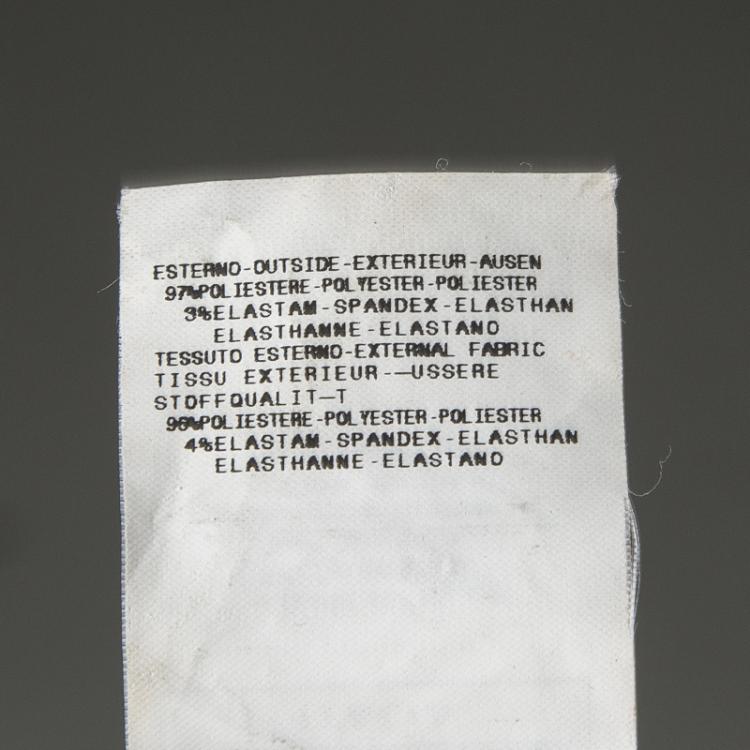 ESTERNO-OUTSIDE-EXTERIEUR-AUSEN
97%POLIESTERE-POLYESTER-POLIESTER
3%ELASTAM-SPANDEX-ELASTHAN
ELASTHANNE-ELASTANO
TESSUTO ESTERNO-EXTERNAL FABRIC
TISSU EXTERIEUR-—USSERE
STOFFQUALIT—T
96%POLIESTERE-POLYESTER-POLIESTER
4%ELASTAM-SPANDEX-ELASTHAN
ELASTHANNE-ELASTANO